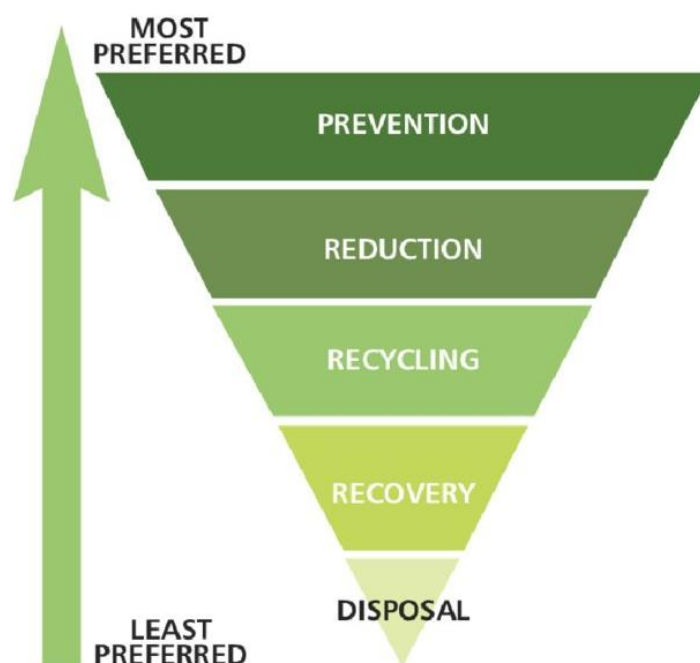 MOST
PREFERRED
PREVENTION
REDUCTION
RECYCLING
RECOVERY
DISPOSAL
LEAST
PREFERRED